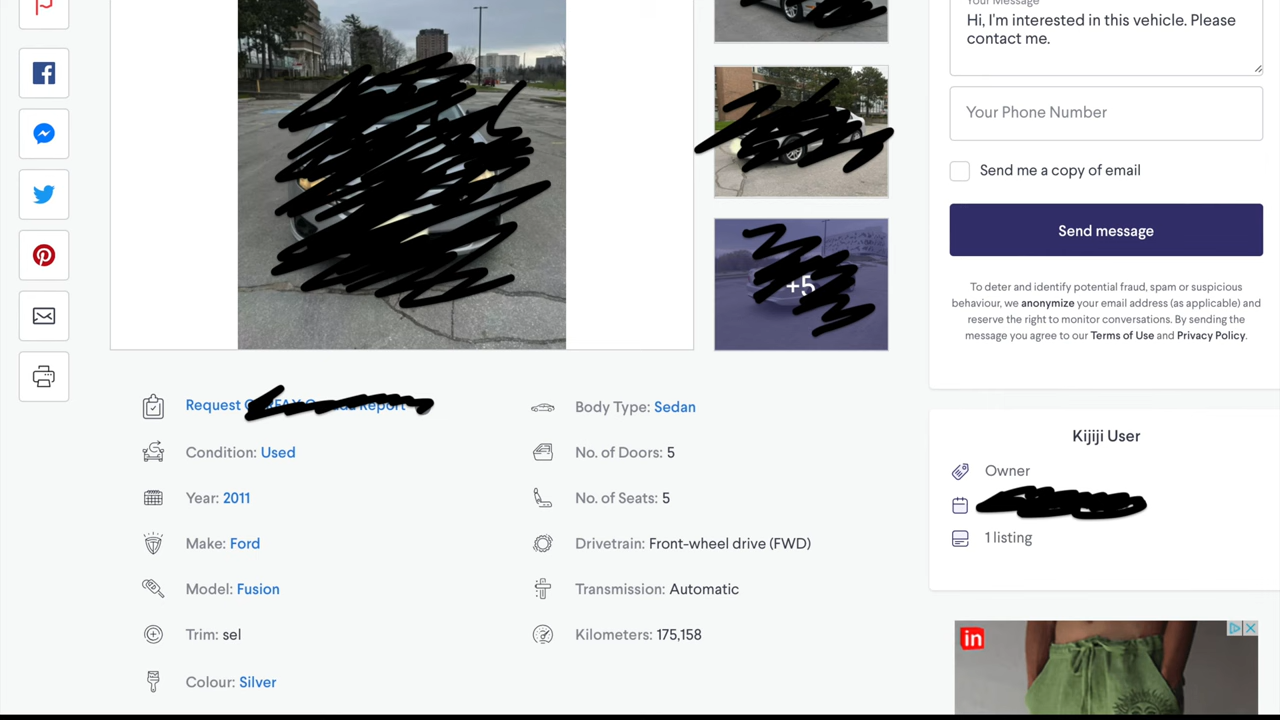 Your Message
Hi, I'm interested in this vehicle. Please
contact me.
Your Phone Number
Send me a copy of email
Send message
To deter and identify potential fraud, spam or suspicious
behaviour, we anonymize your email address (as applicable) and
reserve the right to monitor conversations. By sending the
message you agree to our Terms of Use and Privacy Policy.
+5
Request
Condition: Used
Year: 2011
Make: Ford
Model: Fusion
Trim: sel
Colour: Silver
Body Type: Sedan
No. of Doors: 5
No. of Seats: 5
Drivetrain: Front-wheel drive (FWD)
Transmission: Automatic
Kilometers: 175,158
Kijiji User
Owner
1 listing
in